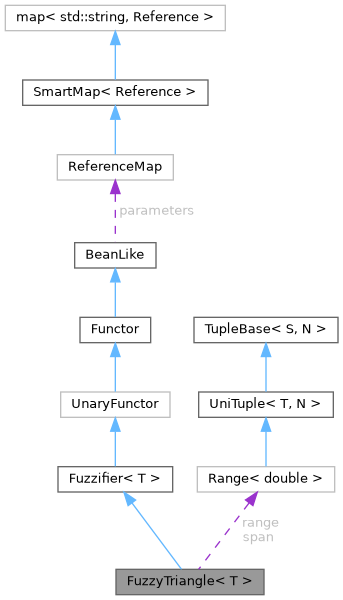 map< std::string, Reference >
SmartMap< Reference >
ReferenceMap
parameters
BeanLike
Functor
TupleBase< S, N >
UnaryFunctor
UniTuple< T, N >
Fuzzifier< T >
Range< double >
range
span
FuzzyTriangle< T >